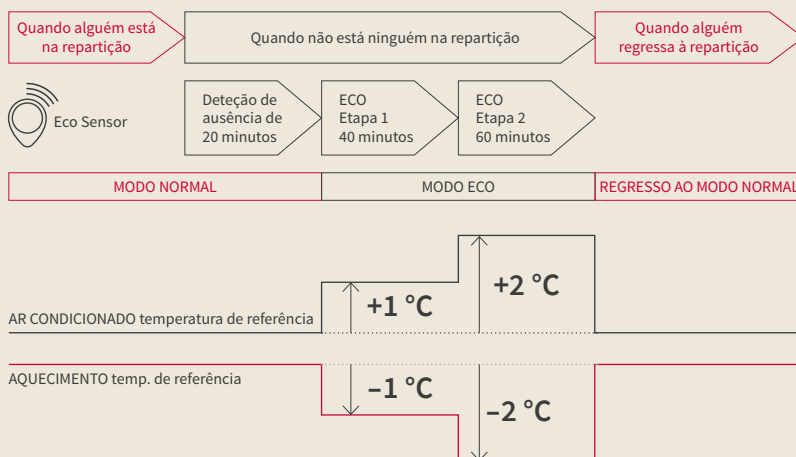 Quando alguém está
na repartição
Quando não está ninguém na repartição
Quando alguém
regressa à repartição
Eco Sensor
Deteção de
ausência de
20 minutos
ECO
Etapa 1
40 minutos
ECO
Etapa 2
60 minutos
MODO NORMAL
MODO ECO
REGRESSO AO MODO NORMAL
+2 °C
+1 °C
AR CONDICIONADO temperatura de referência
AQUECIMENTO temp. de referência
–1 °C
–2 °C